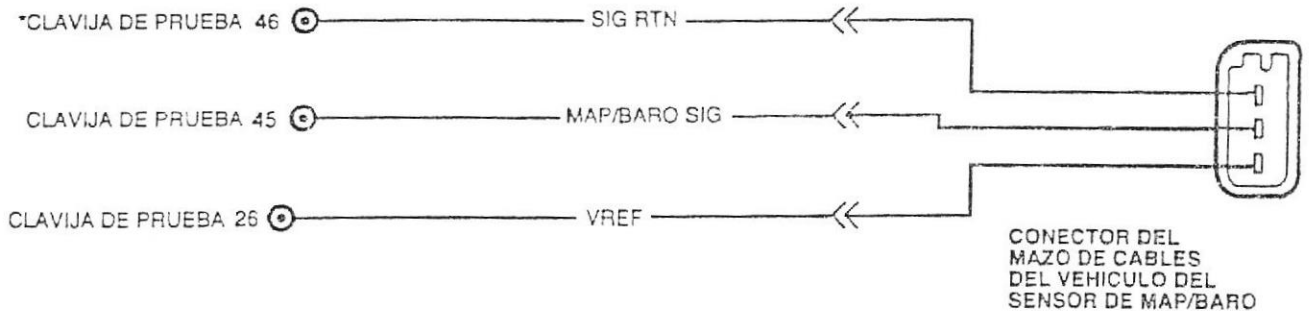 *CLAVIJA DE PRUEBA 46 SIG RTN
CLAVIJA DE PRUEBA 45 MAP/BARO SIG
CLAVIJA DE PRUEBA 26 VREF
CONECTOR DEL
MAZO DE CABLES
DEL VEHICULO DEL
SENSOR DE MAP/BARO